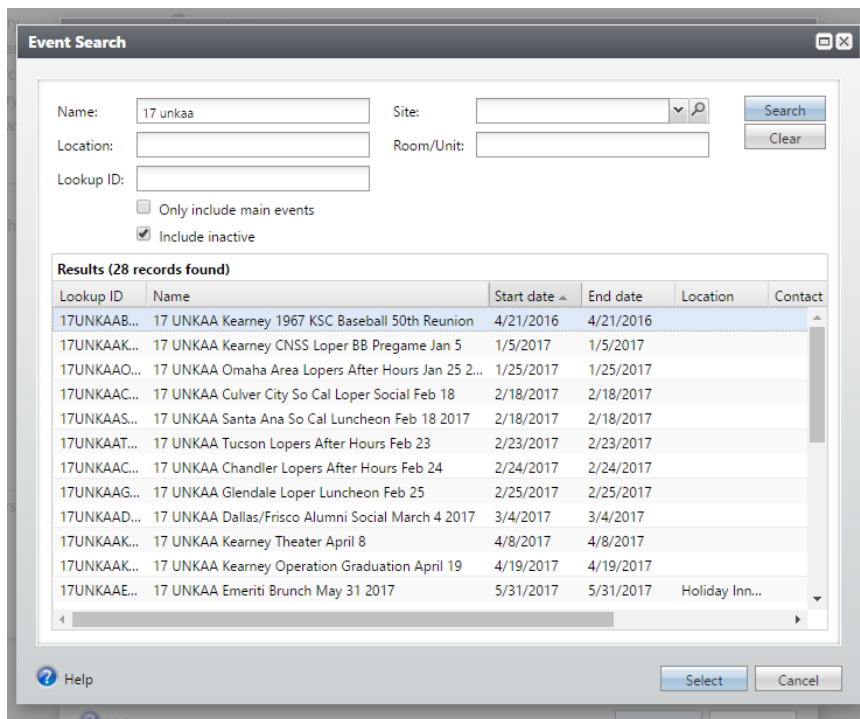 Event Search
Name: 17 unkaa Site: Search
Location: Room/Unit: Clear
Lookup ID:
Only include main events
Include inactive
Results (28 records found)
Lookup ID Name Start date End date Location Contact
17UNKAAB... 17 UNKAA Kearney 1967 KSC Baseball 50th Reunion 4/21/2016 4/21/2016
17UNKAAK... 17 UNKAA Kearney CNSS Loper BB Pregame Jan 5 1/5/2017 1/5/2017
17UNKAAO... 17 UNKAA Omaha Area Lopers After Hours Jan 25 2... 1/25/2017 1/25/2017
17UNKAAC... 17 UNKAA Culver City So Cal Loper Social Feb 18 2/18/2017 2/18/2017
17UNKAAS... 17 UNKAA Santa Ana So Cal Luncheon Feb 18 2017 2/18/2017 2/18/2017
17UNKAAT... 17 UNKAA Tucson Lopers After Hours Feb 23 2/23/2017 2/23/2017
17UNKAAC... 17 UNKAA Chandler Lopers After Hours Feb 24 2/24/2017 2/24/2017
17UNKAAG... 17 UNKAA Glendale Loper Luncheon Feb 25 2/25/2017 2/25/2017
17UNKAAD... 17 UNKAA Dallas/Frisco Alumni Social March 4 2017 3/4/2017 3/4/2017
17UNKAAK... 17 UNKAA Kearney Theater April 8 4/8/2017 4/8/2017
17UNKAAK... 17 UNKAA Kearney Operation Graduation April 19 4/19/2017 4/19/2017
17UNKAAE... 17 UNKAA Emeriti Brunch May 31 2017 5/31/2017 5/31/2017 Holiday Inn...
Help Select Cancel